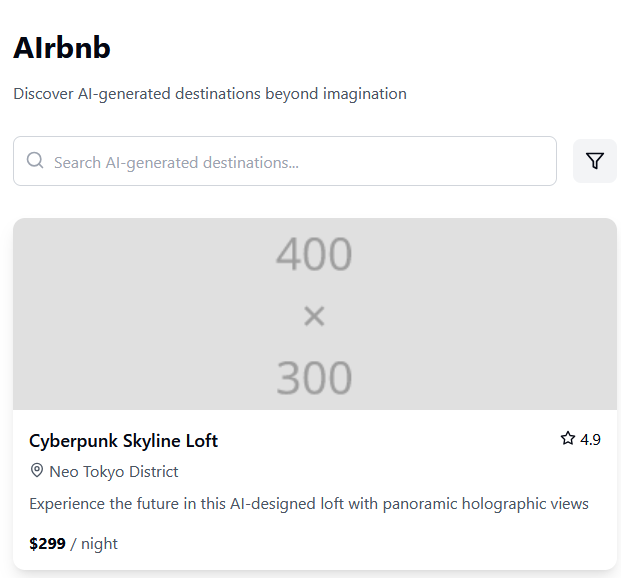 AIrbnb
Discover AI-generated destinations beyond imagination
Search AI-generated destinations...
400
×
300
Cyberpunk Skyline Loft
4.9
Neo Tokyo District
Experience the future in this AI-designed loft with panoramic holographic views
$299 / night